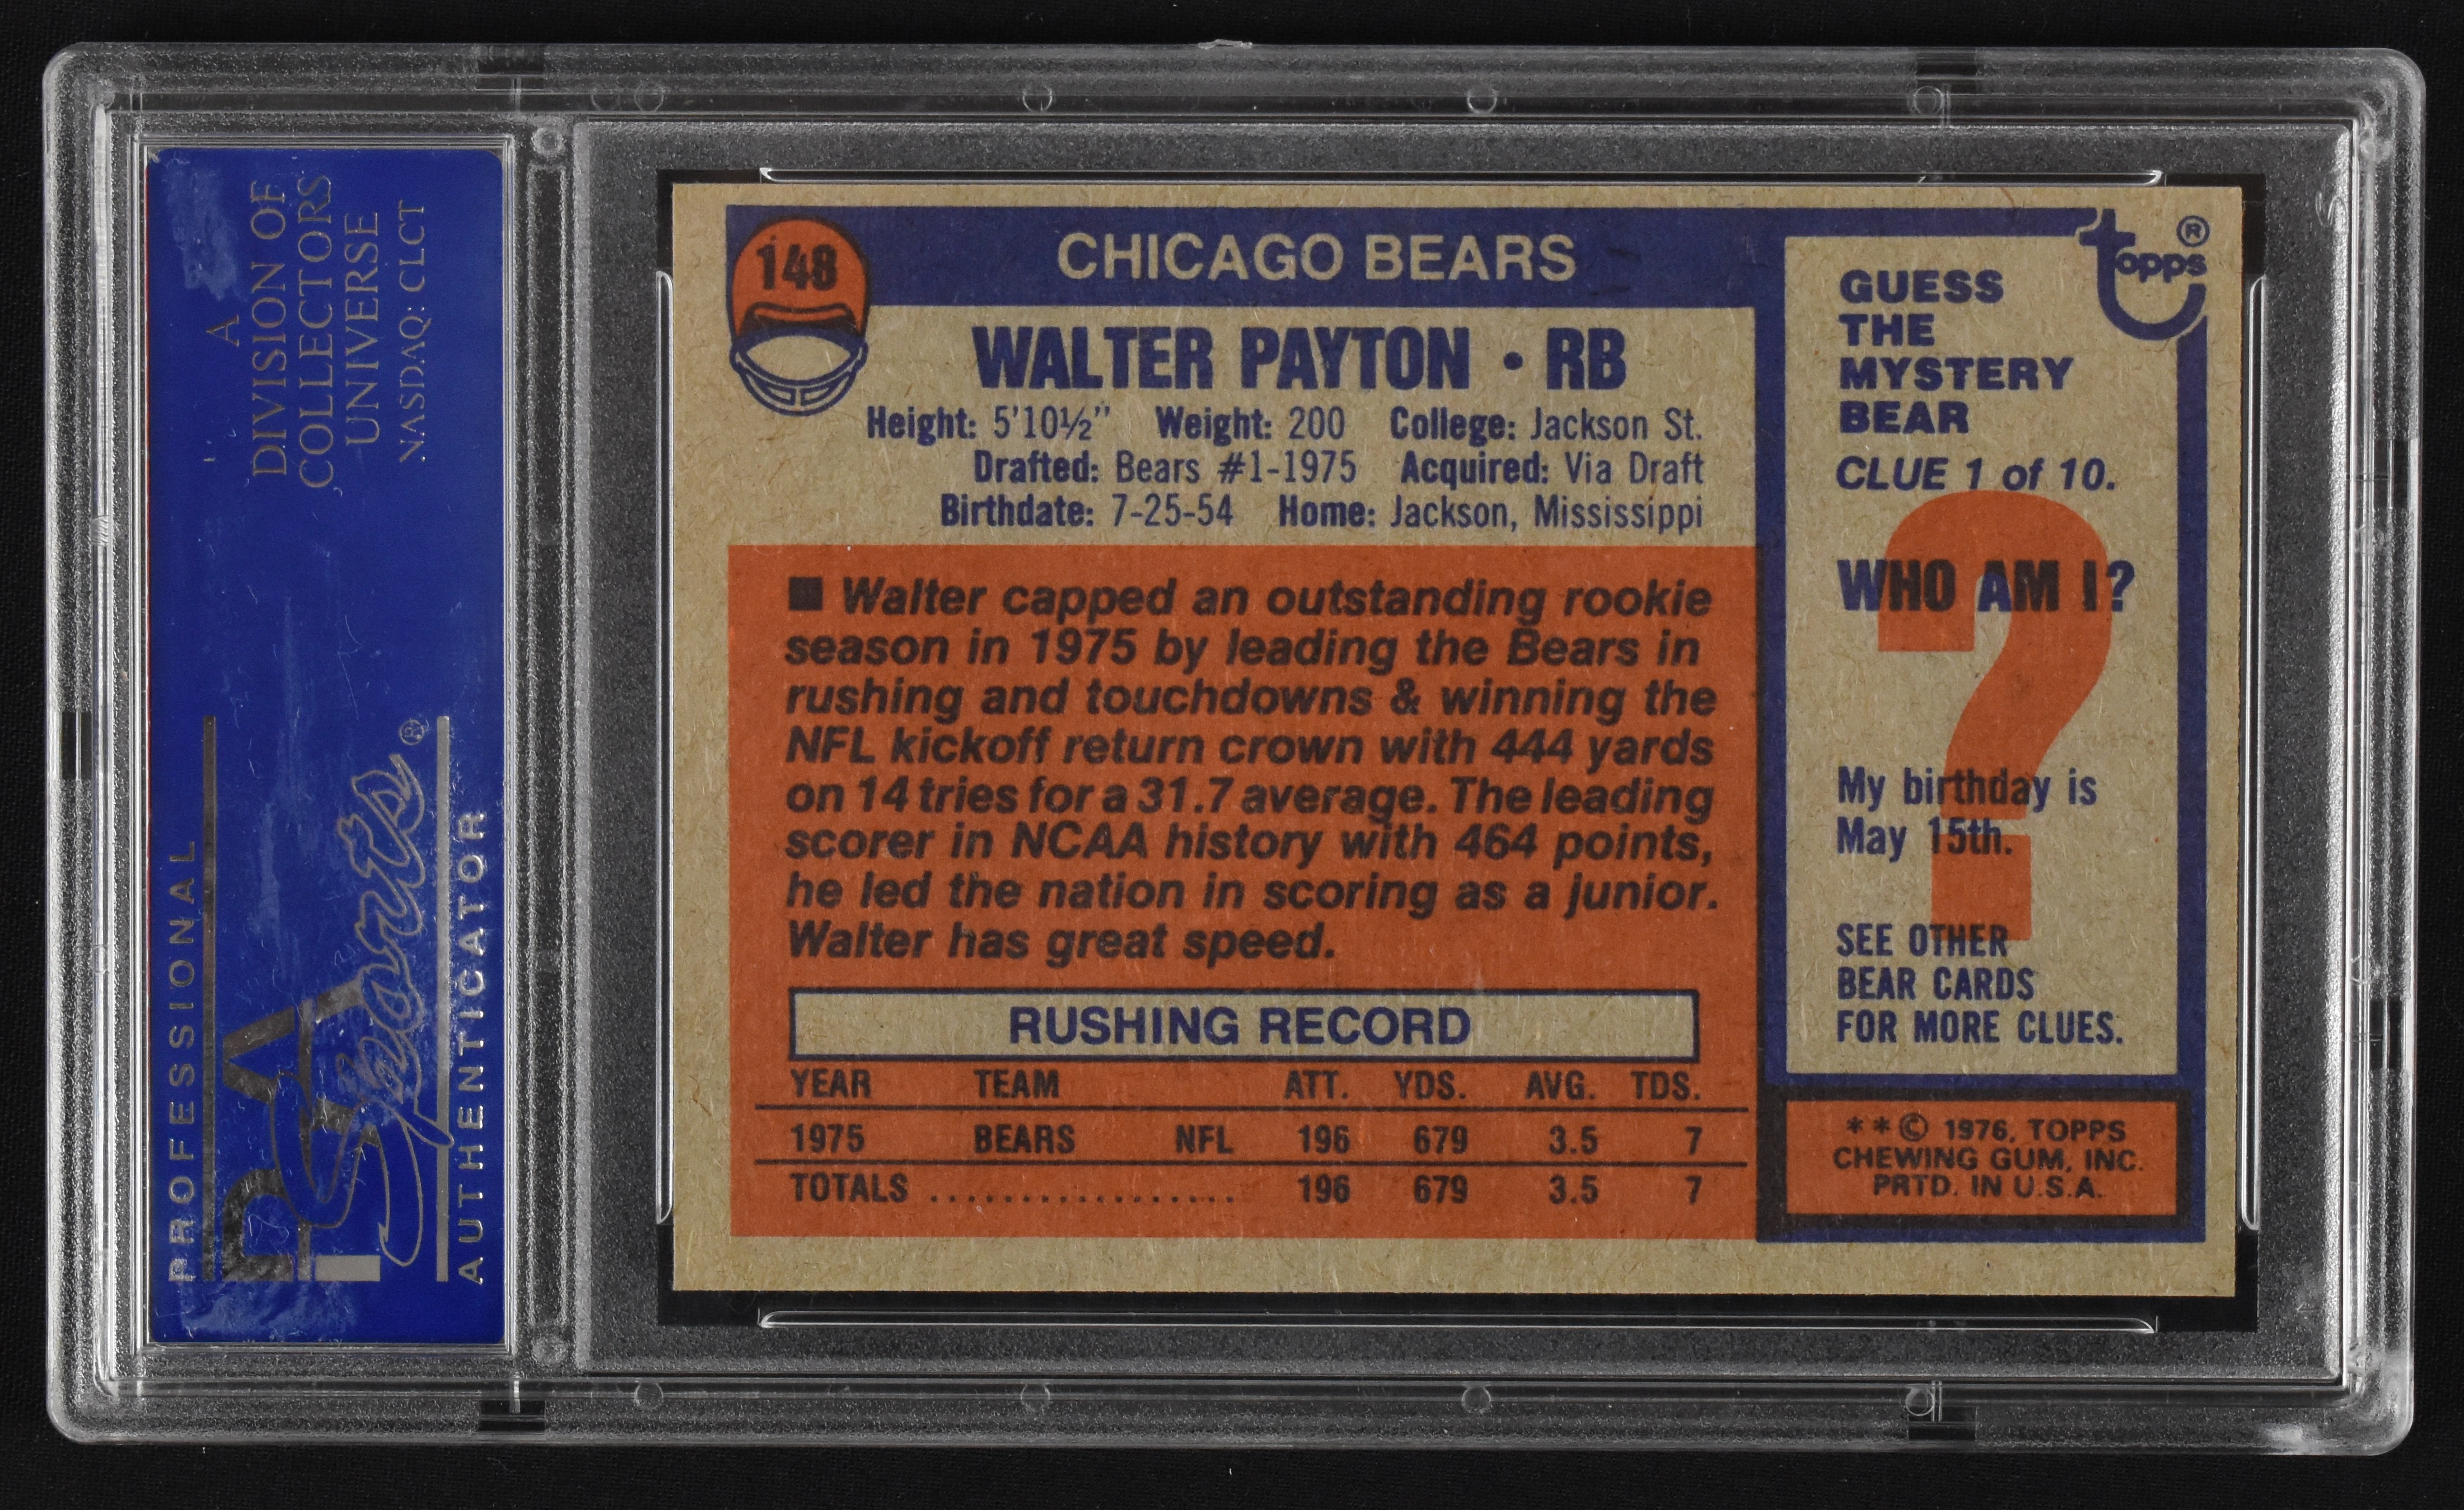 A
DIVISION OF
COLLECTORS
UNIVERSE
NASDAQ: CLCT
PROFESSIONAL
PSA
Sports®
AUTHENTICATOR
148
CHICAGO BEARS
WALTER PAYTON • RB
Height: 5'10½" Weight: 200 College: Jackson St.
Drafted: Bears #1-1975 Acquired: Via Draft
Birthdate: 7-25-54 Home: Jackson, Mississippi
■ Walter capped an outstanding rookie
season in 1975 by leading the Bears in
rushing and touchdowns & winning the
NFL kickoff return crown with 444 yards
on 14 tries for a 31.7 average. The leading
scorer in NCAA history with 464 points,
he led the nation in scoring as a junior.
Walter has great speed.
RUSHING RECORD
YEAR TEAM ATT. YDS. AVG. TDS.
1975 BEARS NFL 196 679 3.5 7
TOTALS .................. 196 679 3.5 7
topps®
GUESS
THE
MYSTERY
BEAR
CLUE 1 of 10.
?
WHO AM I?
My birthday is
May 15th.
SEE OTHER
BEAR CARDS
FOR MORE CLUES.
**© 1976, TOPPS
CHEWING GUM, INC.
PRTD. IN U.S.A.